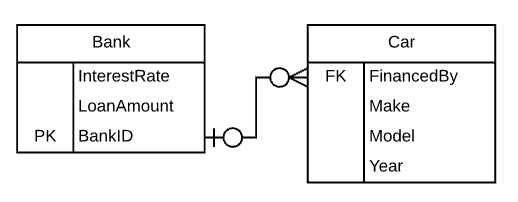 Bank
InterestRate
LoanAmount
PK BankID
Car
FK FinancedBy
Make
Model
Year